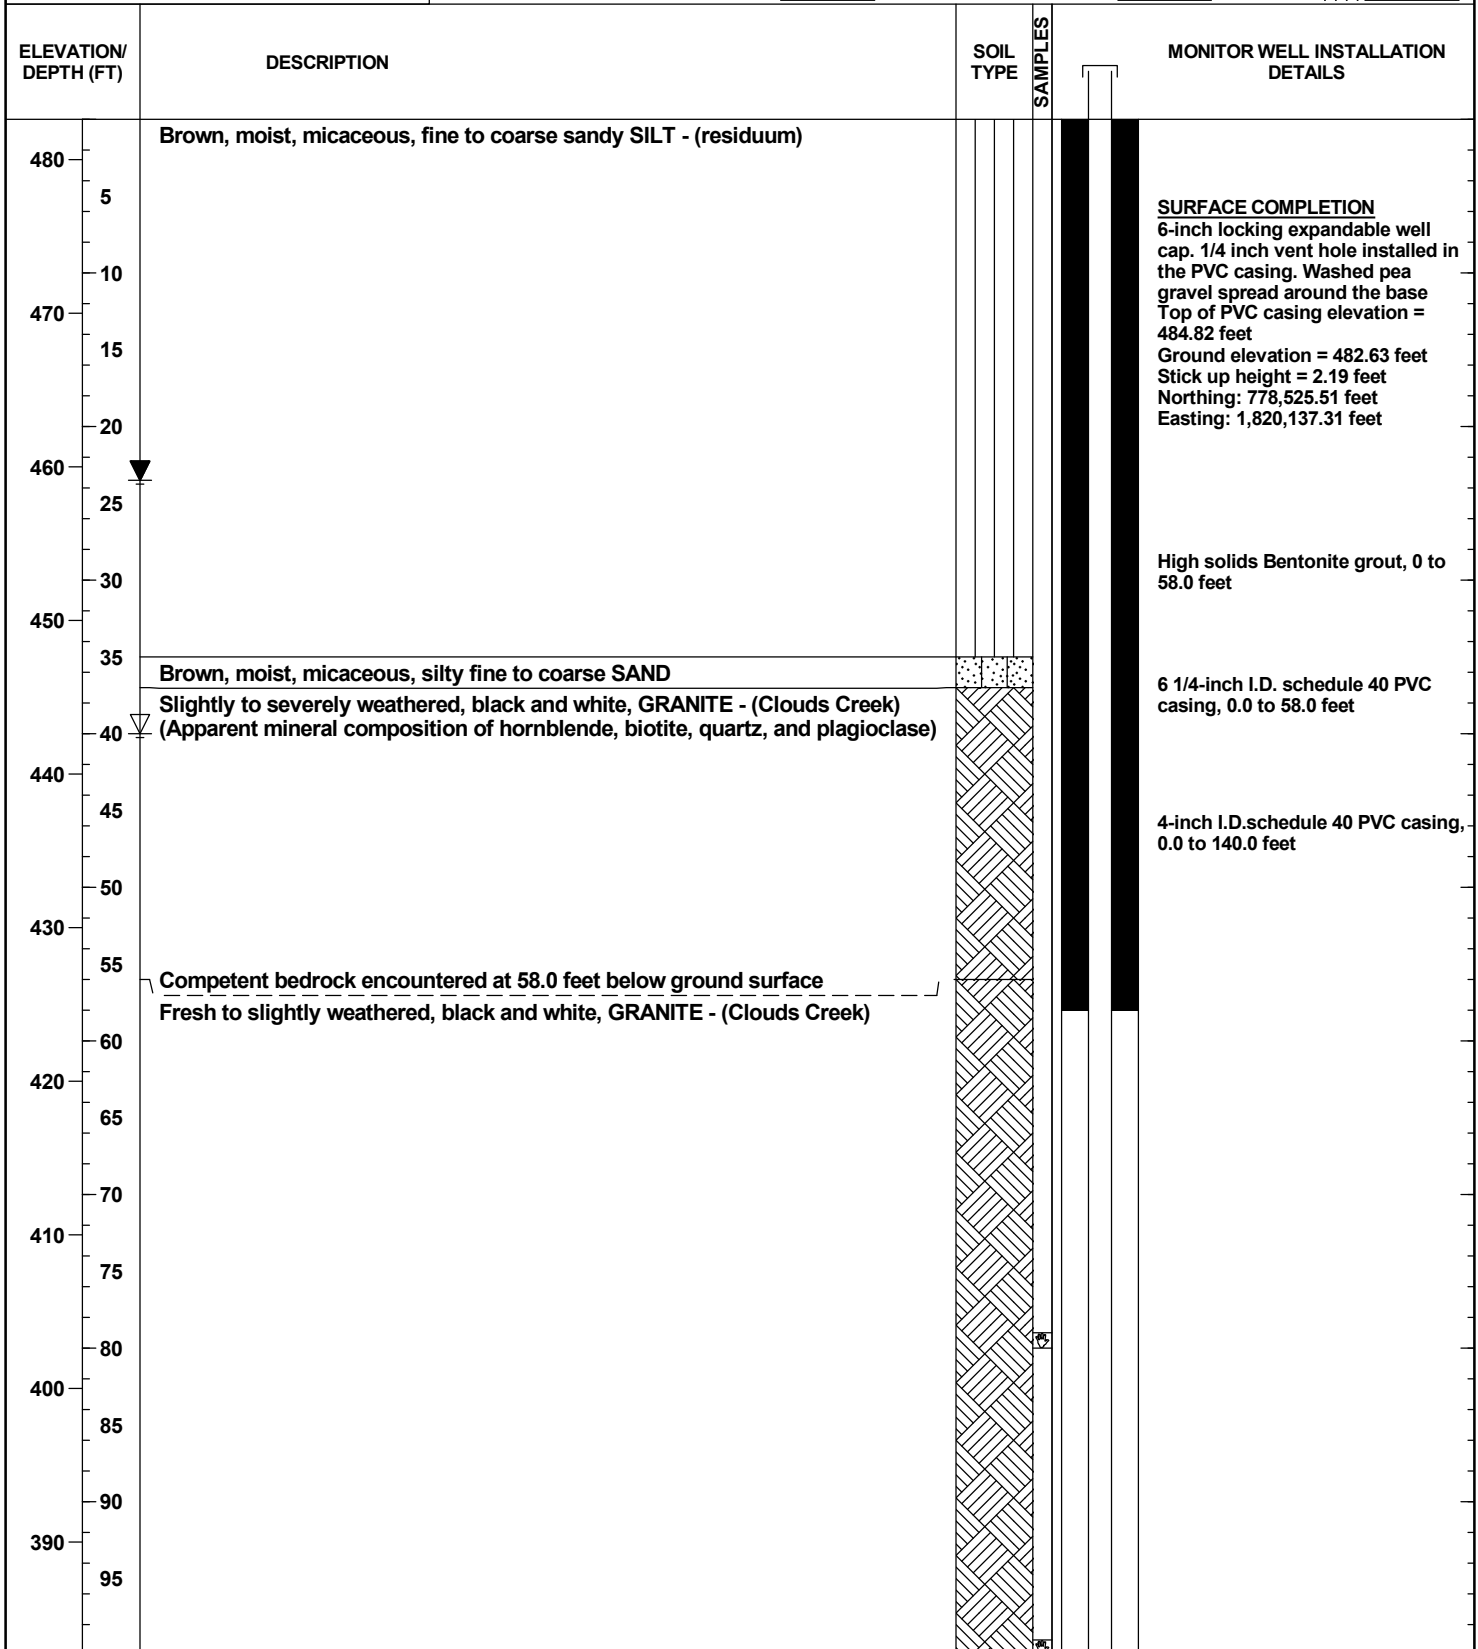 ELEVATION/
DEPTH (FT)
DESCRIPTION
SOIL
TYPE
SAMPLES
MONITOR WELL INSTALLATION
DETAILS
Brown, moist, micaceous, fine to coarse sandy SILT - (residuum)
480
5
SURFACE COMPLETION
6-inch locking expandable well
cap. 1/4 inch vent hole installed in
the PVC casing. Washed pea
gravel spread around the base
Top of PVC casing elevation =
484.82 feet
Ground elevation = 482.63 feet
Stick up height = 2.19 feet
Northing: 778,525.51 feet
Easting: 1,820,137.31 feet
10
470
15
20
460
25
High solids Bentonite grout, 0 to
58.0 feet
30
450
35
Brown, moist, micaceous, silty fine to coarse SAND
6 1/4-inch I.D. schedule 40 PVC
casing, 0.0 to 58.0 feet
Slightly to severely weathered, black and white, GRANITE - (Clouds Creek)
(Apparent mineral composition of hornblende, biotite, quartz, and plagioclase)
40
440
45
4-inch I.D.schedule 40 PVC casing,
0.0 to 140.0 feet
50
430
55
Competent bedrock encountered at 58.0 feet below ground surface
Fresh to slightly weathered, black and white, GRANITE - (Clouds Creek)
60
420
65
70
410
75
80
400
85
90
390
95